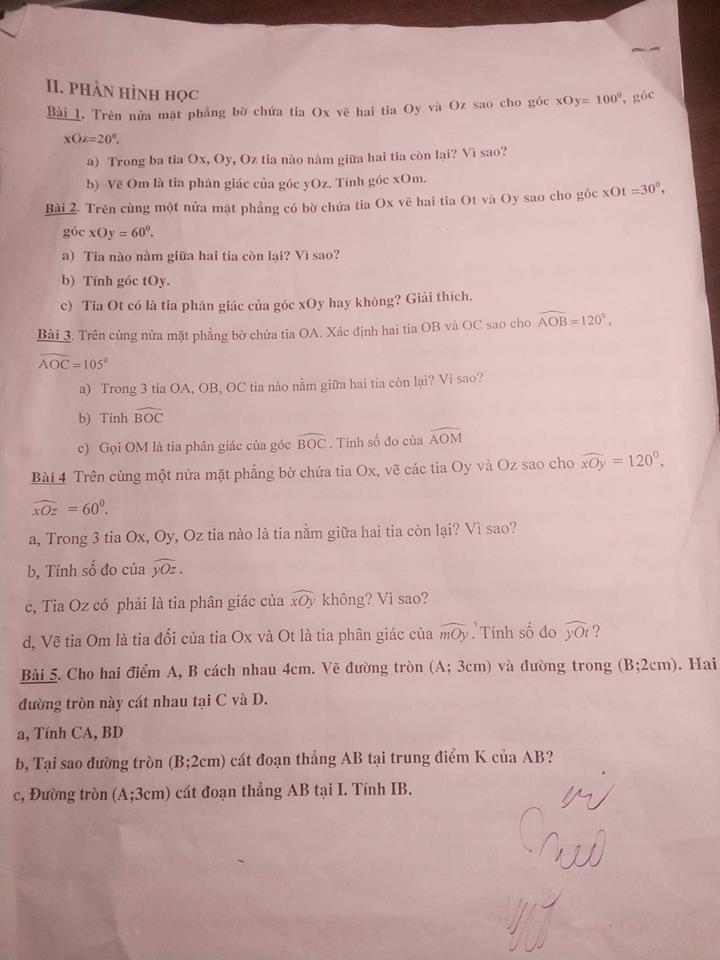 II. PHẦN HÌNH HỌC
Bài 1. Trên nửa mặt phẳng bờ chứa tia Ox vẽ hai tia Oy và Oz sao cho góc xOy= 100⁰, góc
xOz=20⁰.
a) Trong ba tia Ox, Oy, Oz tia nào nằm giữa hai tia còn lại? Vì sao?
b) Vẽ Om là tia phân giác của góc yOz. Tính góc xOm.
Bài 2. Trên cùng một nửa mặt phẳng có bờ chứa tia Ox vẽ hai tia Ot và Oy sao cho góc xOt =30⁰,
góc xOy = 60⁰.
a) Tia nào nằm giữa hai tia còn lại? Vì sao?
b) Tính góc tOy.
c) Tia Ot có là tia phân giác của góc xOy hay không? Giải thích.
Bài 3. Trên cùng nửa mặt phẳng bờ chứa tia OA. Xác định hai tia OB và OC sao cho AOB = 120⁰,
AOC = 105⁰
a) Trong 3 tia OA, OB, OC tia nào nằm giữa hai tia còn lại? Vì sao?
b) Tính BOC
c) Gọi OM là tia phân giác của góc BOC. Tính số đo của AOM
Bài 4 Trên cùng một nửa mặt phẳng bờ chứa tia Ox, vẽ các tia Oy và Oz sao cho xOy = 120⁰,
xOz = 60⁰.
a, Trong 3 tia Ox, Oy, Oz tia nào là tia nằm giữa hai tia còn lại? Vì sao?
b, Tính số đo của yOz.
c, Tia Oz có phải là tia phân giác của xOy không? Vì sao?
d, Vẽ tia Om là tia đối của tia Ox và Ot là tia phân giác của mOy. Tính số đo yOt?
Bài 5. Cho hai điểm A, B cách nhau 4cm. Vẽ đường tròn (A; 3cm) và đường trong (B;2cm). Hai
đường tròn này cắt nhau tại C và D.
a, Tính CA, BD
b, Tại sao đường tròn (B;2cm) cắt đoạn thẳng AB tại trung điểm K của AB?
c, Đường tròn (A;3cm) cắt đoạn thẳng AB tại I. Tính IB.